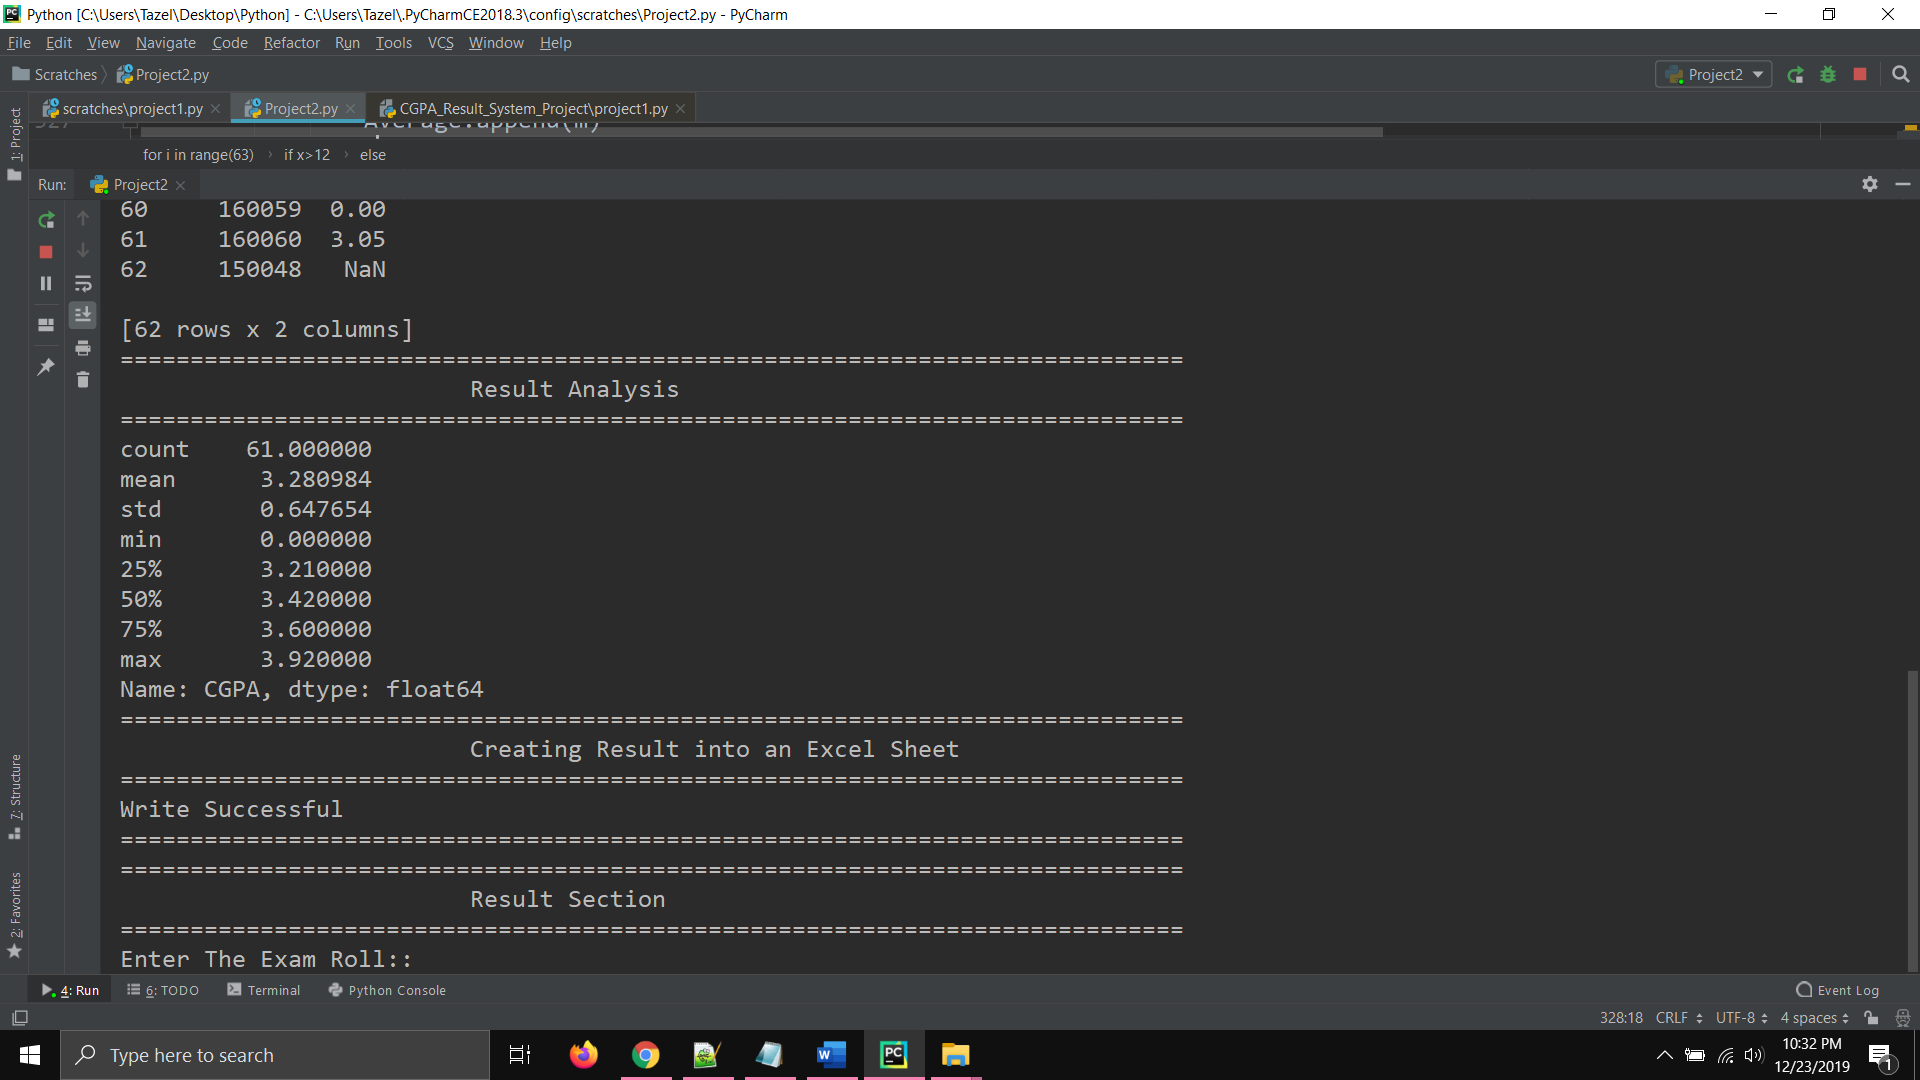 Python [C:\Users\Tazel\Desktop\Python] - C:\Users\Tazel\.PyCharmCE2018.3\config\scratches\Project2.py - PyCharm
File Edit View Navigate Code Refactor Run Tools VCS Window Help
Scratches Project2.py Project2
scratches\project1.py Project2.py CGPA_Result_System_Project\project1.py
1: Project
327 Average.append(m)
for i in range(63) if x>12 else
Run: Project2
60 160059 0.00
61 160060 3.05
62 150048 NaN
[62 rows x 2 columns]
============================================================================
Result Analysis
============================================================================
count 61.000000
mean 3.280984
std 0.647654
min 0.000000
25% 3.210000
50% 3.420000
75% 3.600000
max 3.920000
Name: CGPA, dtype: float64
============================================================================
Creating Result into an Excel Sheet
============================================================================
Write Successful
============================================================================
============================================================================
Result Section
============================================================================
Enter The Exam Roll::
7: Structure
2: Favorites
4: Run 6: TODO Terminal Python Console Event Log
328:18 CRLF UTF-8 4 spaces
Type here to search
10:32 PM
12/23/2019
1